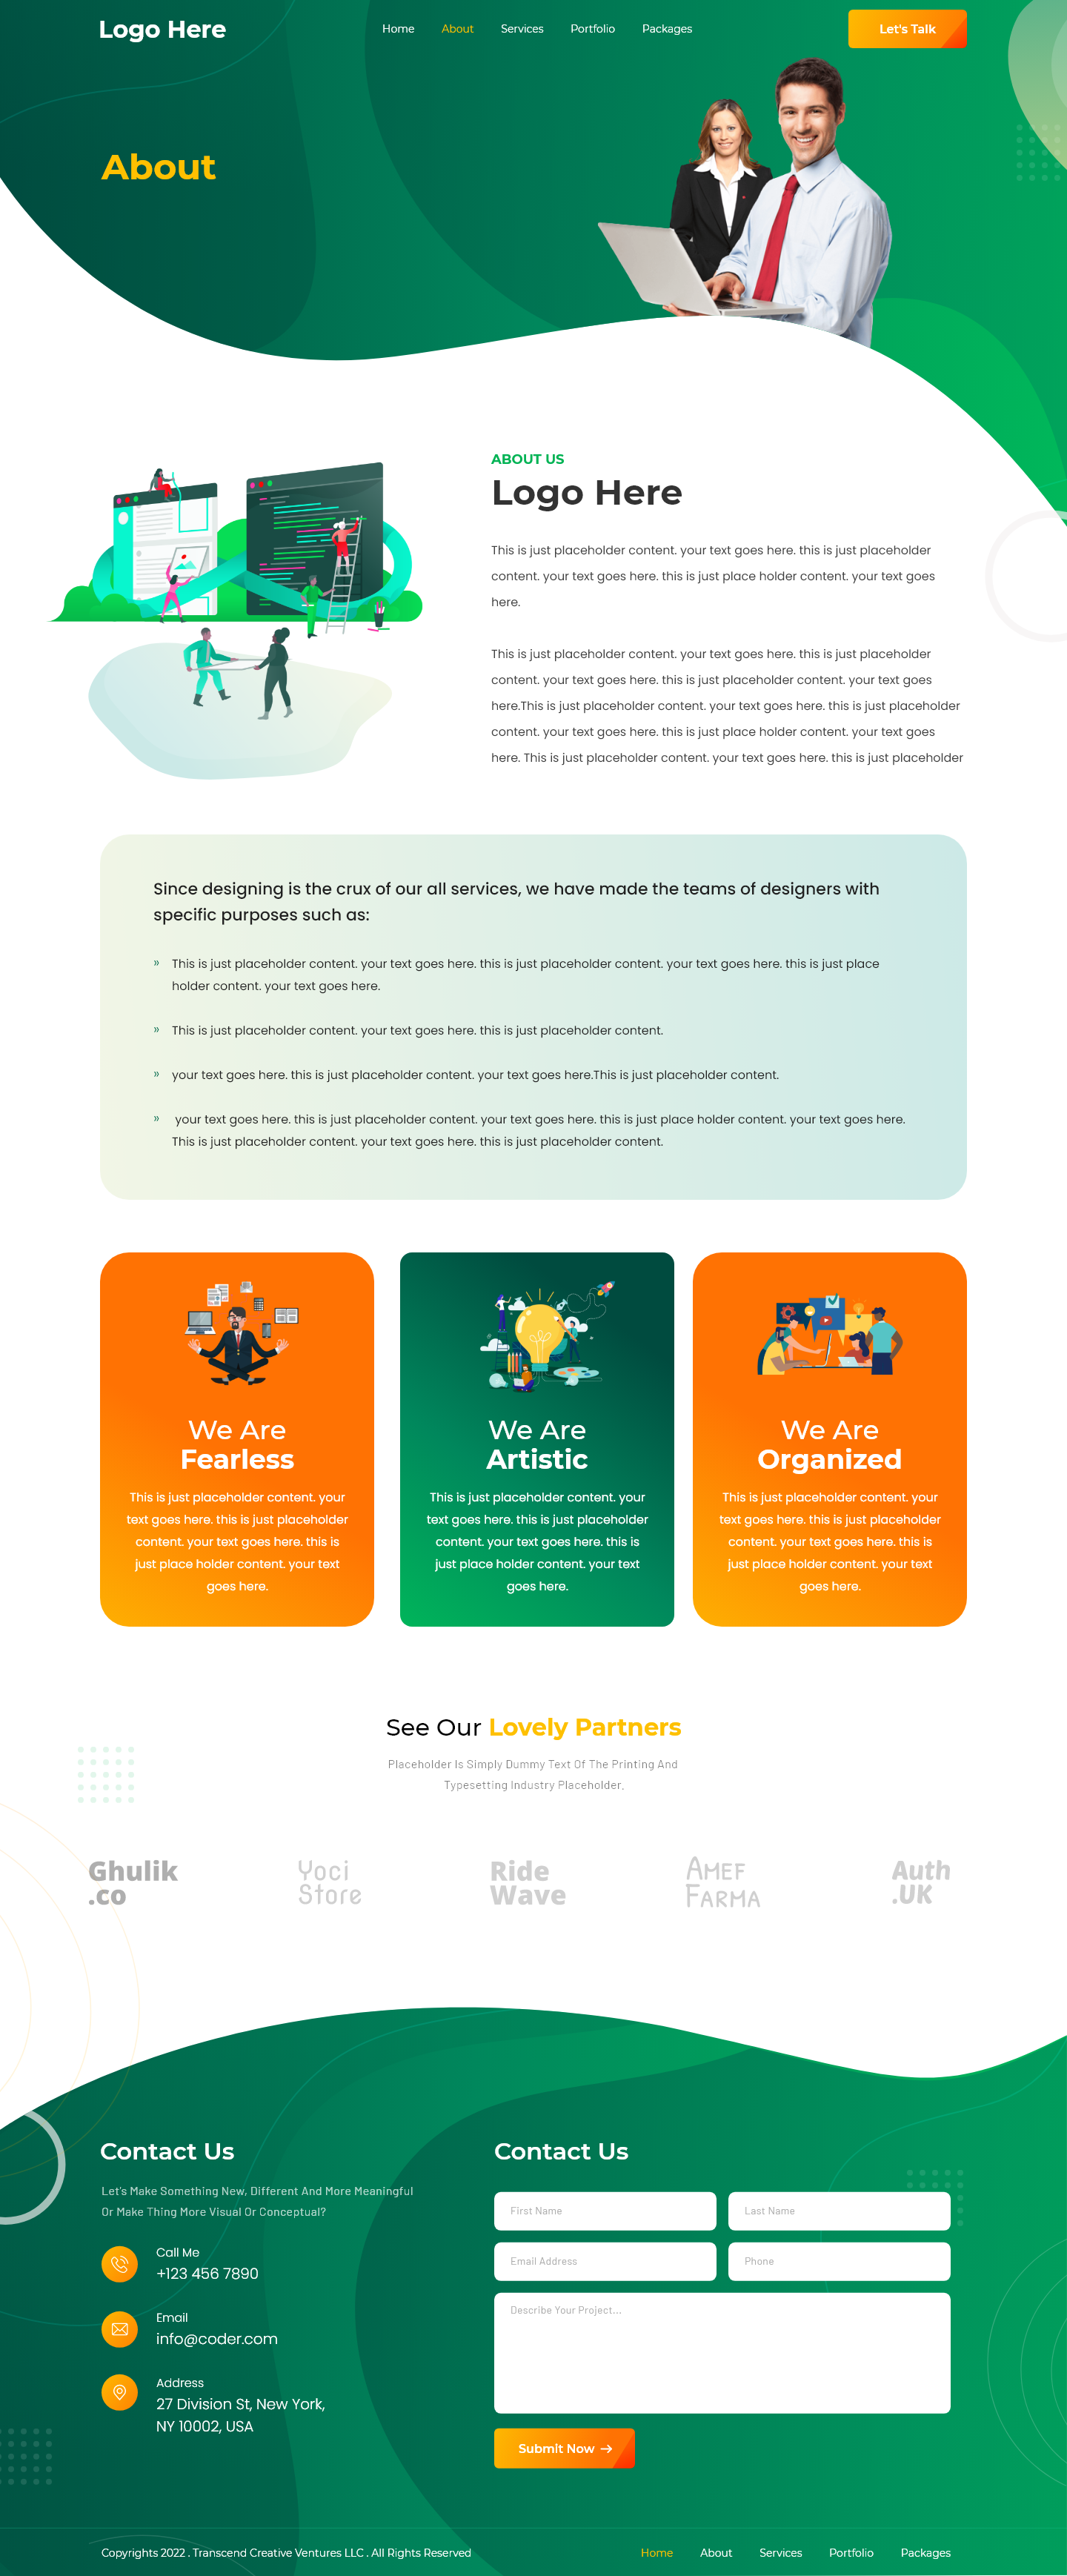 Logo Here
Home About Services Portfolio Packages
Let's Talk
About
ABOUT US
Logo Here
This is just placeholder content. your text goes here. this is just placeholder
content. your text goes here. this is just place holder content. your text goes
here.
This is just placeholder content. your text goes here. this is just placeholder
content. your text goes here. this is just placeholder content. your text goes
here.This is just placeholder content. your text goes here. this is just placeholder
content. your text goes here. this is just place holder content. your text goes
here. This is just placeholder content. your text goes here. this is just placeholder
Since designing is the crux of our all services, we have made the teams of designers with
specific purposes such as:
» This is just placeholder content. your text goes here. this is just placeholder content. your text goes here. this is just place
holder content. your text goes here.
» This is just placeholder content. your text goes here. this is just placeholder content.
» your text goes here. this is just placeholder content. your text goes here.This is just placeholder content.
» your text goes here. this is just placeholder content. your text goes here. this is just place holder content. your text goes here.
This is just placeholder content. your text goes here. this is just placeholder content.
We Are
Fearless
This is just placeholder content. your
text goes here. this is just placeholder
content. your text goes here. this is
just place holder content. your text
goes here.
We Are
Artistic
This is just placeholder content. your
text goes here. this is just placeholder
content. your text goes here. this is
just place holder content. your text
goes here.
We Are
Organized
This is just placeholder content. your
text goes here. this is just placeholder
content. your text goes here. this is
just place holder content. your text
goes here.
See Our Lovely Partners
Placeholder Is Simply Dummy Text Of The Printing And
Typesetting Industry Placeholder.
Ghulik
.co
Yoci
Store
Ride
Wave
AMEF
FARMA
Auth
.UK
Contact Us
Let's Make Something New, Different And More Meaningful
Or Make Thing More Visual Or Conceptual?
Call Me
+123 456 7890
Email
info@coder.com
Address
27 Division St, New York,
NY 10002, USA
Contact Us
First Name
Last Name
Email Address
Phone
Describe Your Project...
Submit Now →
Copyrights 2022 . Transcend Creative Ventures LLC . All Rights Reserved
Home About Services Portfolio Packages